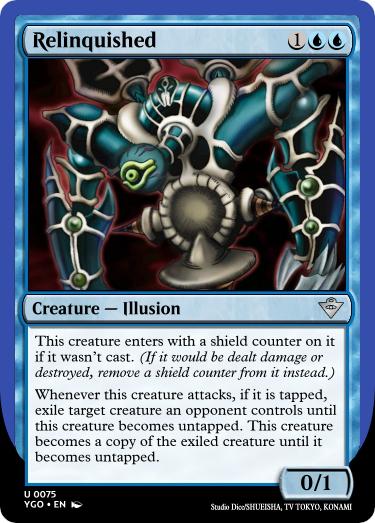 Relinquished 1
Creature — Illusion
This creature enters with a shield counter on it
if it wasn't cast. (If it would be dealt damage or
destroyed, remove a shield counter from it instead.)
Whenever this creature attacks, if it is tapped,
exile target creature an opponent controls until
this creature becomes untapped. This creature
becomes a copy of the exiled creature until it
becomes untapped.
0/1
U 0075
YGO • EN
Studio Dice/SHUEISHA, TV TOKYO, KONAMI